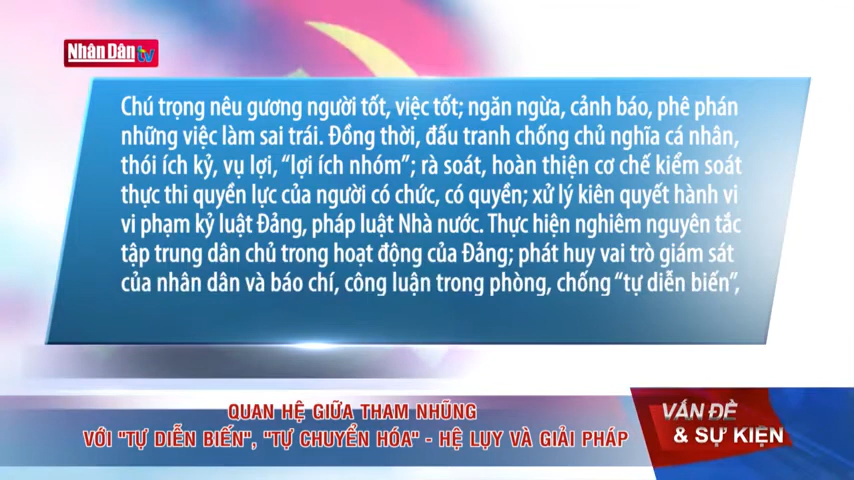 Nhân Dân tv
Chú trọng nêu gương người tốt, việc tốt; ngăn ngừa, cảnh báo, phê phán
những việc làm sai trái. Đồng thời, đấu tranh chống chủ nghĩa cá nhân,
thói ích kỷ, vụ lợi, “lợi ích nhóm”; rà soát, hoàn thiện cơ chế kiểm soát
thực thi quyền lực của người có chức, có quyền; xử lý kiên quyết hành vi
vi phạm kỷ luật Đảng, pháp luật Nhà nước. Thực hiện nghiêm nguyên tắc
tập trung dân chủ trong hoạt động của Đảng; phát huy vai trò giám sát
của nhân dân và báo chí, công luận trong phòng, chống “tự diễn biến”,
QUAN HỆ GIỮA THAM NHŨNG
VỚI "TỰ DIỄN BIẾN", "TỰ CHUYỂN HÓA" - HỆ LỤY VÀ GIẢI PHÁP
VẤN ĐỀ
& SỰ KIỆN